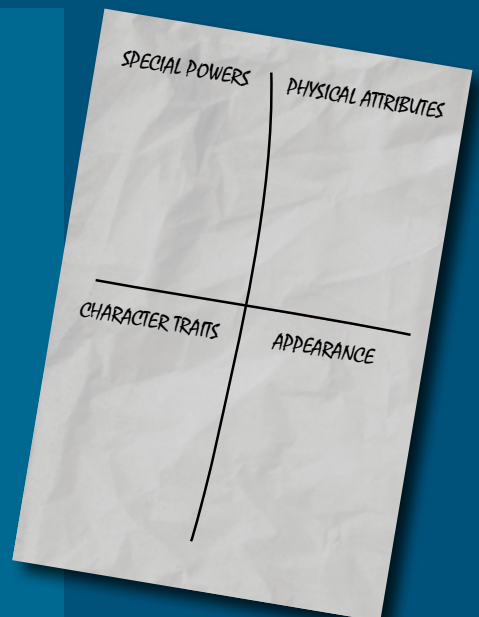 SPECIAL POWERS
PHYSICAL ATTRIBUTES
CHARACTER TRAITS
APPEARANCE